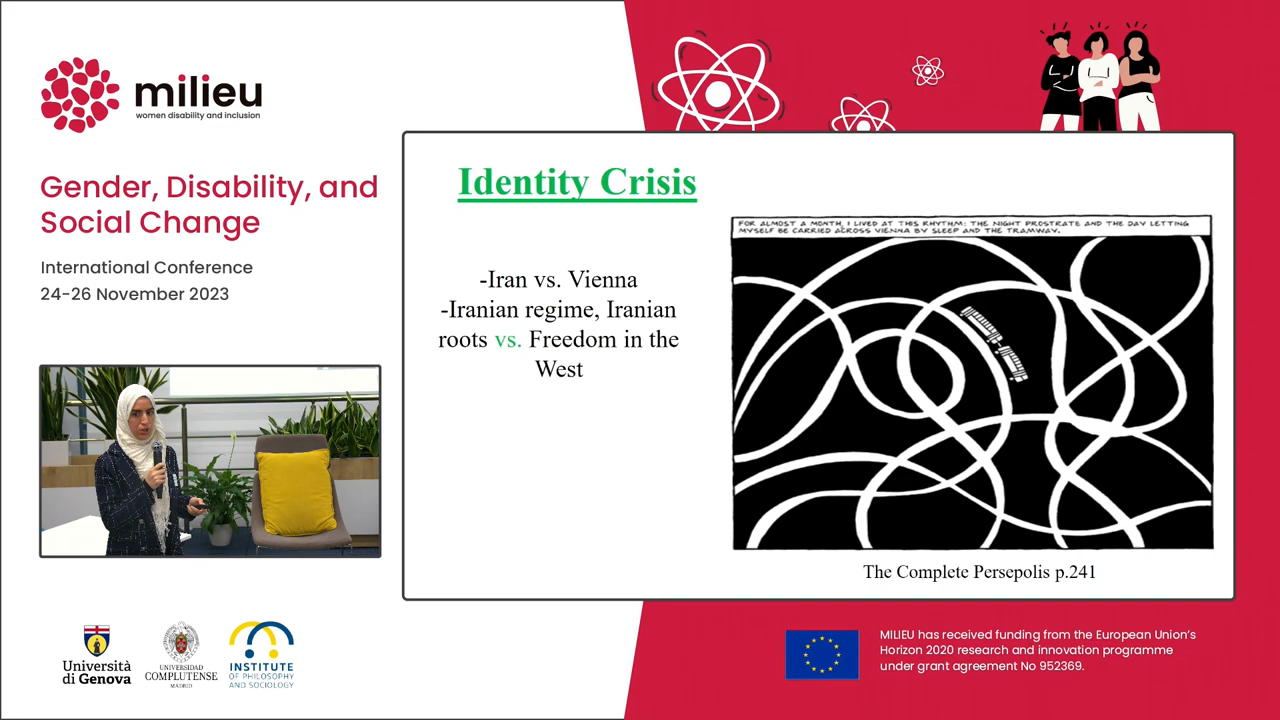 milieu
women disability and inclusion
Gender, Disability, and
Social Change
International Conference
24-26 November 2023
Identity Crisis
-Iran vs. Vienna
-Iranian regime, Iranian
roots vs. Freedom in the
West
FOR ALMOST A MONTH, I LIVED AT THIS RHYTHM: THE NIGHT PROSTRATE AND THE DAY LETTING
MYSELF BE CARRIED ACROSS VIENNA BY SLEEP AND THE TRAMWAY.
The Complete Persepolis p.241
Università
di Genova
UNIVERSIDAD
COMPLUTENSE
MADRID
INSTITUTE
OF PHILOSOPHY
AND SOCIOLOGY
MILIEU has received funding from the European Union's
Horizon 2020 research and innovation programme
under grant agreement No 952369.